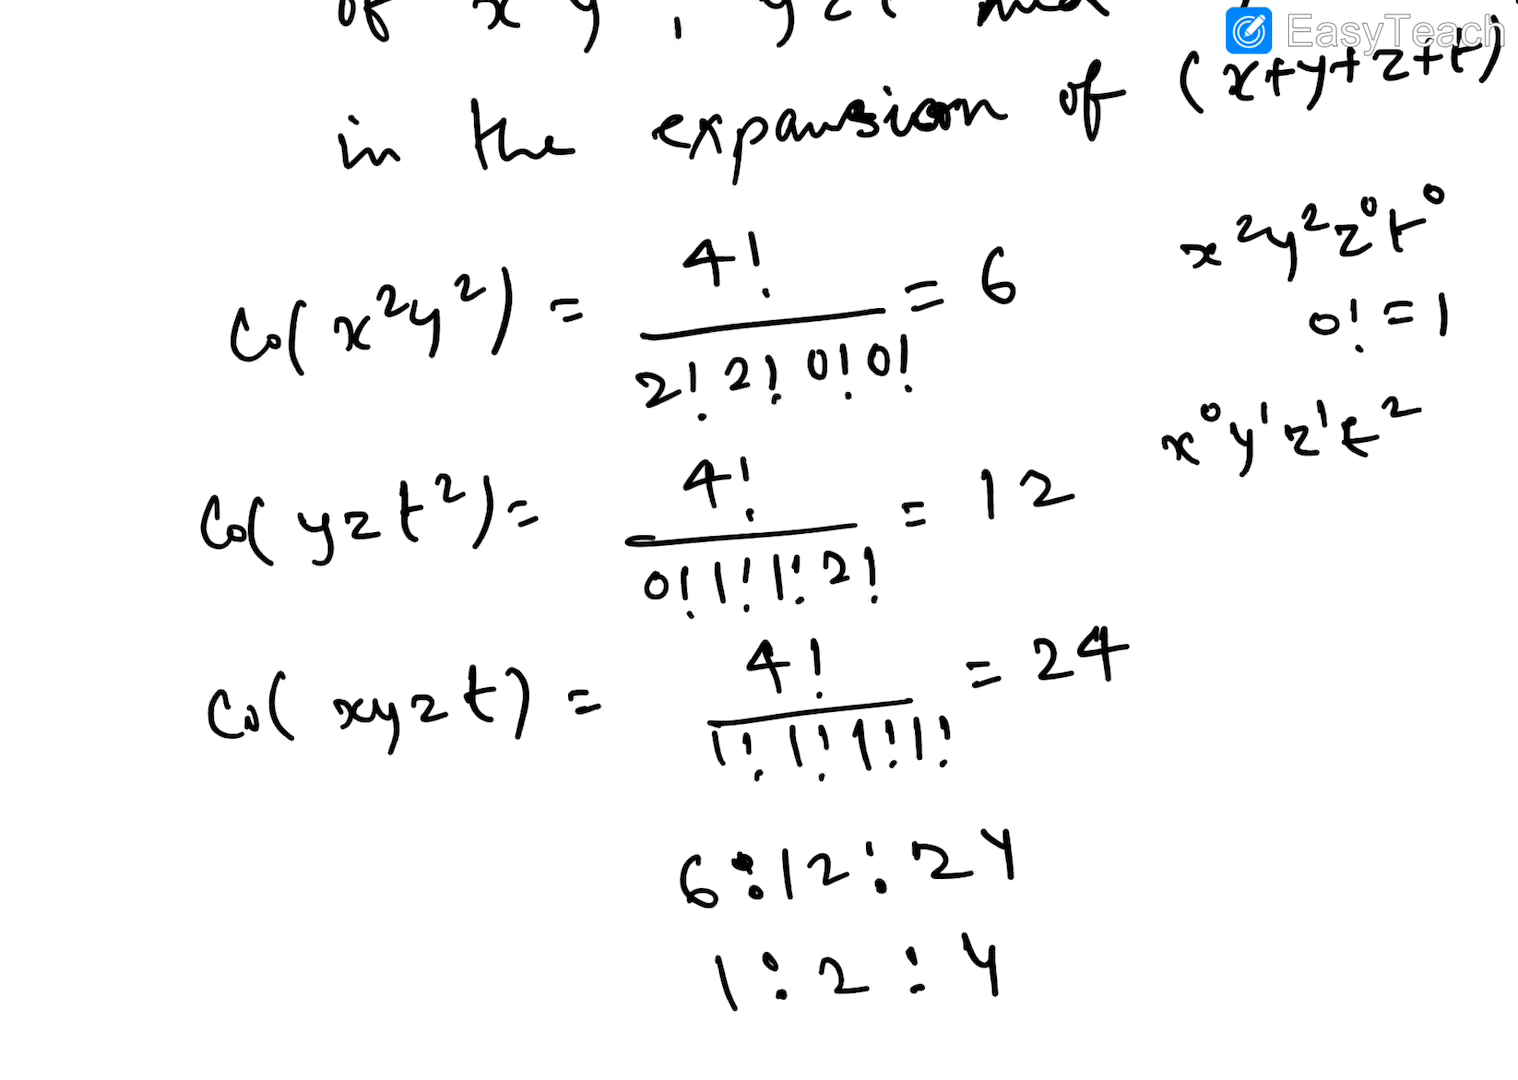 of x y , yzt
EasyTeach
in the expansion of (x+y+z+t)
x²y²z⁰t⁰
Co(x²y²) = 4! / 2! 2! 0! 0! = 6
0! = 1
x⁰y¹z¹t²
Co(yzt²) = 4! / 0! 1! 1! 2! = 12
Co(xyzt) = 4! / 1! 1! 1! 1! = 24
6 : 12 : 24
1 : 2 : 4